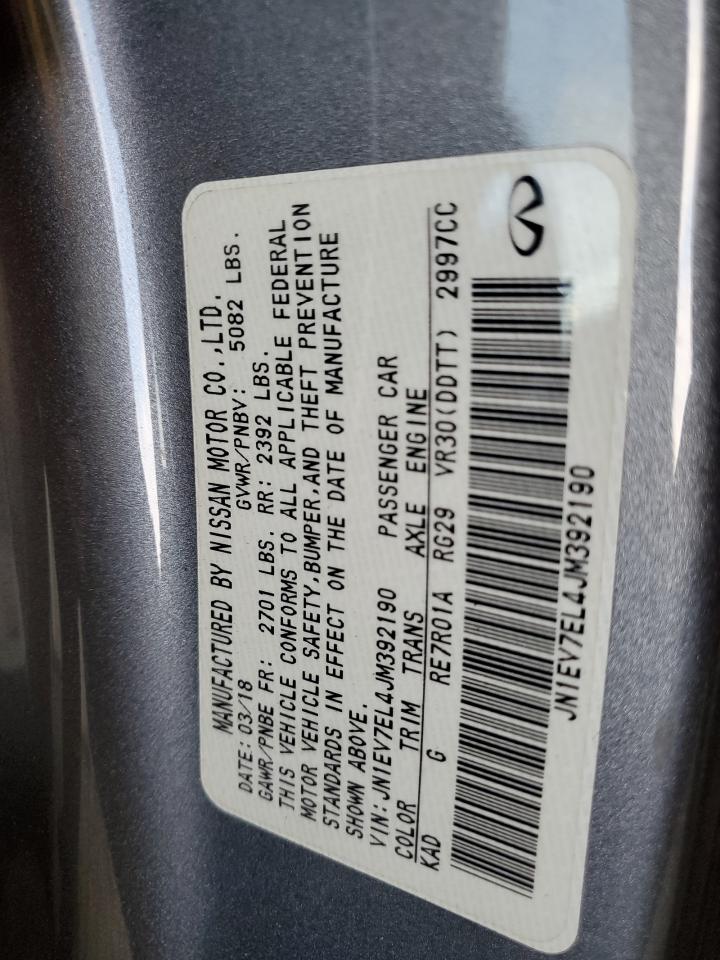 MANUFACTURED BY NISSAN MOTOR CO.,LTD.
DATE: 03/18 GVWR/PNBV: 5082 LBS.
GAWR/PNBE FR: 2701 LBS. RR: 2392 LBS.
THIS VEHICLE CONFORMS TO ALL APPLICABLE FEDERAL
MOTOR VEHICLE SAFETY,BUMPER,AND THEFT PREVENTION
STANDARDS IN EFFECT ON THE DATE OF MANUFACTURE
SHOWN ABOVE.
VIN: JN1EV7EL4JM392190 PASSENGER CAR
COLOR TRIM TRANS AXLE ENGINE
KAD G RE7R01A RG29 VR30(DDTT) 2997CC
JN1EV7EL4JM392190